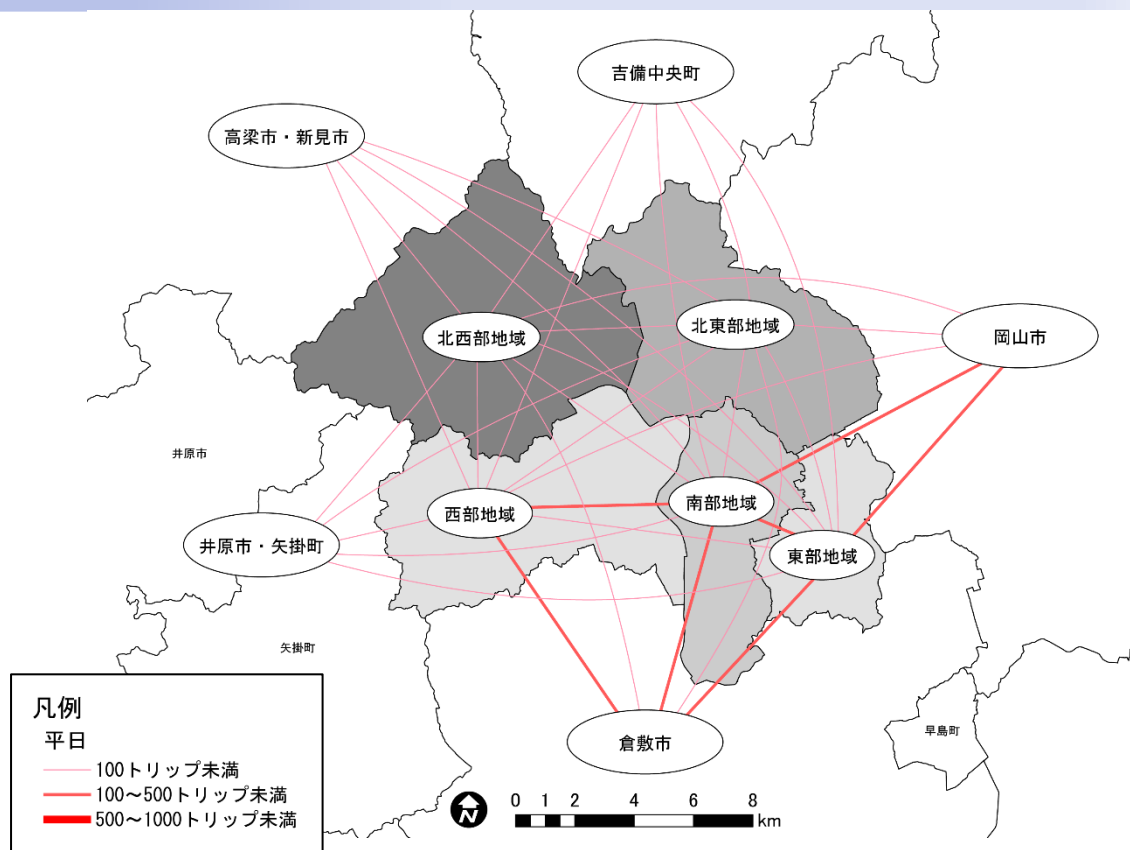 吉備中央町
高梁市・新見市
北東部地域
北西部地域
岡山市
井原市
南部地域
西部地域
井原市・矢掛町
東部地域
矢掛町
凡例
平日
100トリップ未満
100～500トリップ未満
500～1000トリップ未満
倉敷市
早島町
N
0 1 2 4 6 8
km